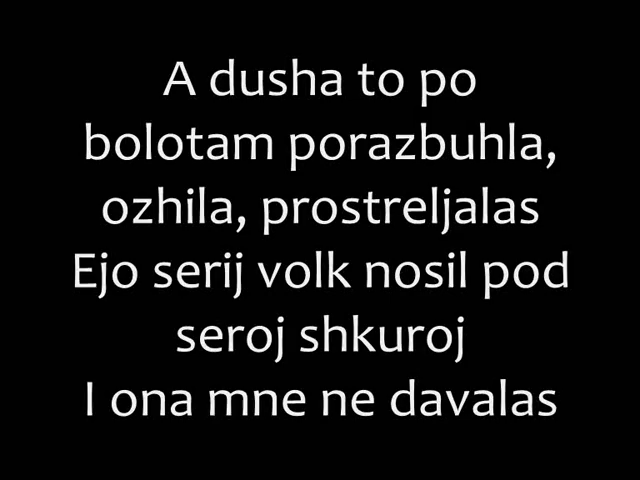 A dusha to po
bolotam porazbuhla,
ozhila, prostreljalas
Ejo serij volk nosil pod
seroj shkuroj
I ona mne ne davalas